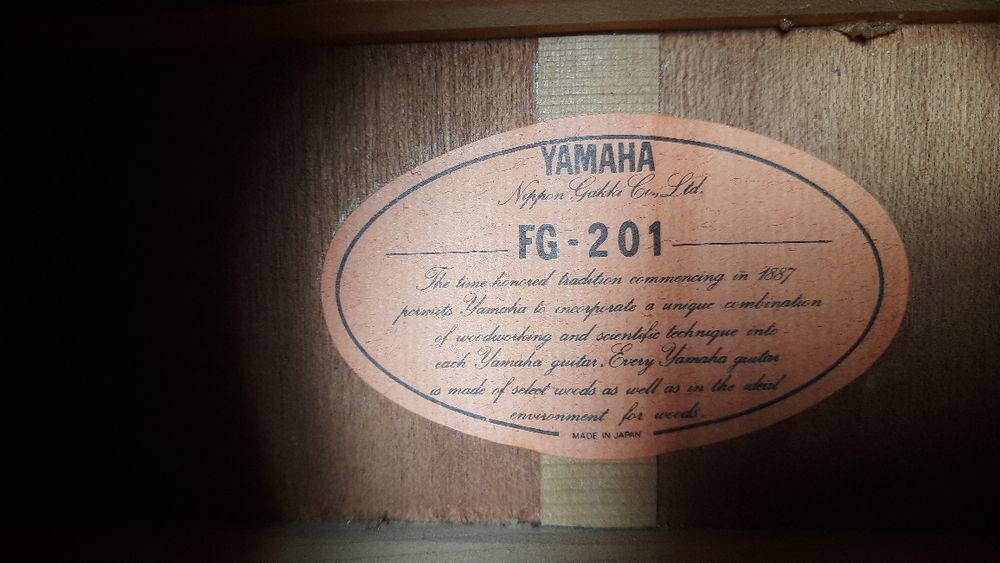 YAMAHA
Nippon Gakki Co., Ltd.
FG-201
The time-honored tradition commencing in 1887
permits Yamaha to incorporate a unique combination
of woodworking and scientific technique into
each Yamaha guitar. Every Yamaha guitar
is made of select woods as well as in the ideal
environment for woods.
MADE IN JAPAN